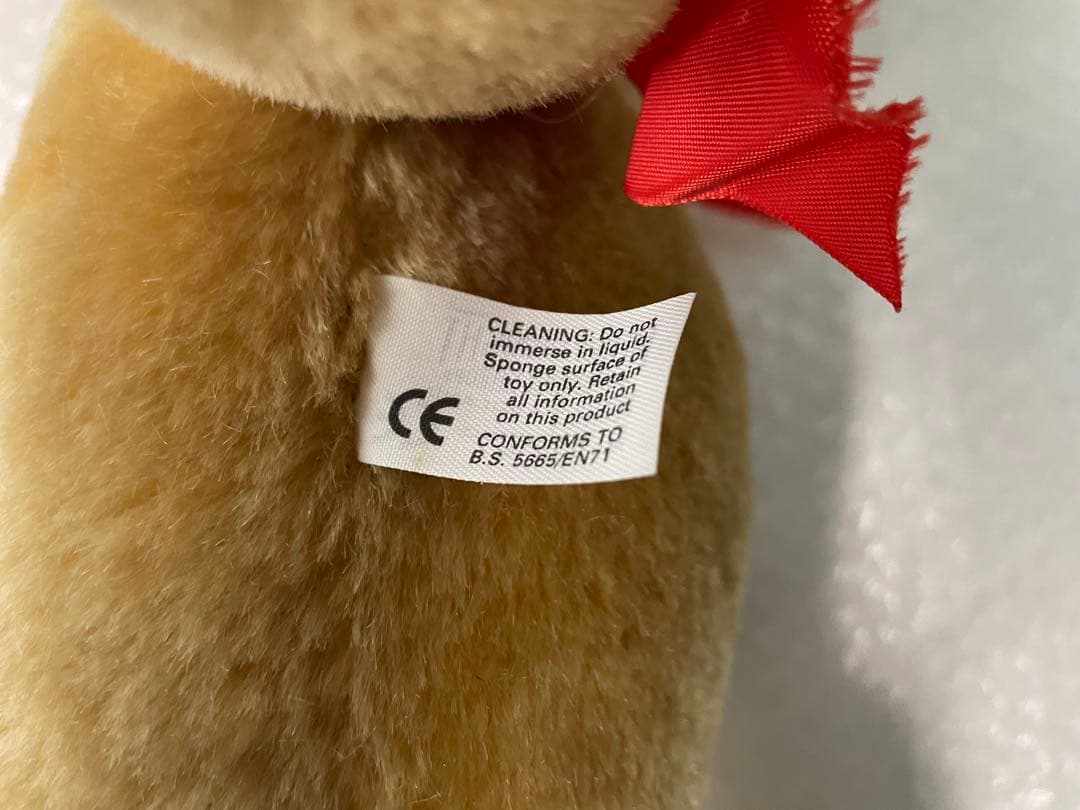 CLEANING: Do not
immerse in liquid.
Sponge surface of
toy only. Retain
all information
on this product
CE
CONFORMS TO
B.S. 5665/EN71